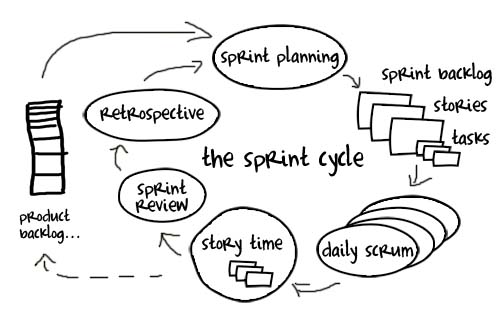 sprint planning
sprint backlog
stories
tasks
retrospective
the sprint cycle
sprint
review
product
backlog...
story time
daily scrum